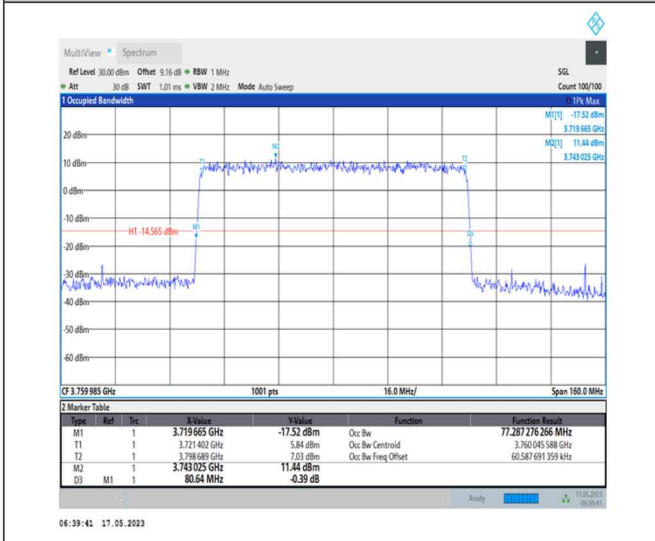 MultiView Spectrum
Ref Level 30.00 dBm Offset 9.16 dB RBW 1 MHz SGL
Att 30 dB SWT 1.01 ms VBW 2 MHz Mode Auto Sweep Count 100/100
1 Occupied Bandwidth 1Pk Max
M1[1] -17.52 dBm
3.719 665 GHz
20 dBm
M2[1] 11.44 dBm
3.743 025 GHz
M2
10 dBm
T1 T2
0 dBm
-10 dBm
H1 -14.565 dBm M1
-20 dBm
-30 dBm
-40 dBm
-50 dBm
-60 dBm
CF 3.759 985 GHz 1001 pts 16.0 MHz/ Span 160.0 MHz
2 Marker Table
Type Ref Trc X-Value Y-Value Function Function Result
M1 1 3.719 665 GHz -17.52 dBm Occ Bw 77.287 276 266 MHz
T1 1 3.721 402 GHz 5.84 dBm Occ Bw Centroid 3.760 045 588 GHz
T2 1 3.798 689 GHz 7.03 dBm Occ Bw Freq Offset 60.587 691 359 kHz
M2 1 3.743 025 GHz 11.44 dBm
D3 M1 1 80.64 MHz -0.39 dB
Ready 17.05.2023
06:39:41
06:39:41 17.05.2023